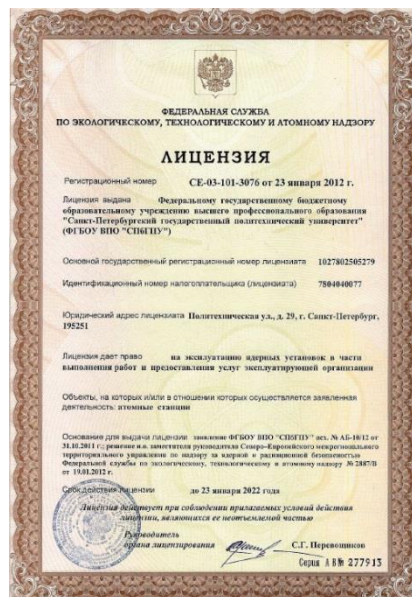 ФЕДЕРАЛЬНАЯ СЛУЖБА
ПО ЭКОЛОГИЧЕСКОМУ, ТЕХНОЛОГИЧЕСКОМУ И АТОМНОМУ НАДЗОРУ
ЛИЦЕНЗИЯ
Регистрационный номер СЕ-03-101-3076 от 23 января 2012 г.
Лицензия выдана Федеральному государственному бюджетному
образовательному учреждению высшего профессионального образования
"Санкт-Петербургский государственный политехнический университет"
(ФГБОУ ВПО "СПбГПУ")
Основной государственный регистрационный номер лицензиата 1027802505279
Идентификационный номер налогоплательщика (лицензиата) 7804040077
Юридический адрес лицензиата Политехническая ул., д. 29, г. Санкт-Петербург,
195251
Лицензия дает право на эксплуатацию ядерных установок в части
выполнения работ и предоставления услуг эксплуатирующей организации
Объекты, на которых и/или в отношении которых осуществляется заявленная
деятельность: атомные станции
Основание для выдачи лицензии: заявление ФГБОУ ВПО "СПбГПУ" исх. № АБ-10/12 от
31.10.2011 г.; решение и.о. заместителя руководителя Северо-Европейского межрегионального
территориального управления по надзору за ядерной и радиационной безопасностью
Федеральной службы по экологическому, технологическому и атомному надзору № 2887/В
от 19.01.2012 г.
Срок действия лицензии до 23 января 2022 года
Лицензия действует при соблюдении прилагаемых условий действия
лицензии, являющихся ее неотъемлемой частью
Руководитель
органа лицензирования С.Г. Перевощиков
Серия А В № 277913